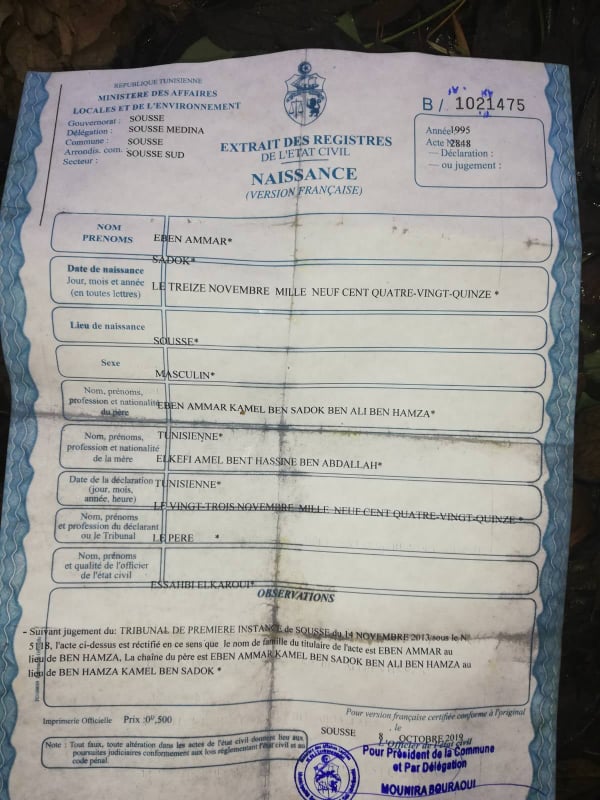 REPUBLIQUE TUNISIENNE
MINISTERE DES AFFAIRES
LOCALES ET DE L'ENVIRONNEMENT
Gouvernorat : SOUSSE
Délégation : SOUSSE MEDINA
Commune : SOUSSE
Arrondis. com. SOUSSE SUD
Secteur :
EXTRAIT DES REGISTRES
DE L'ETAT CIVIL
NAISSANCE
(VERSION FRANÇAISE)
B / 1021475
Année 1995
Acte N 2848
— Déclaration :
— ou jugement :
NOM
PRENOMS
EBEN AMMAR*
SADOK*
Date de naissance
Jour, mois et année
(en toutes lettres)
LE TREIZE NOVEMBRE MILLE NEUF CENT QUATRE-VINGT-QUINZE *
Lieu de naissance
SOUSSE*
Sexe
MASCULIN*
Nom, prénoms,
profession et nationalité
du père
EBEN AMMAR KAMEL BEN SADOK BEN ALI BEN HAMZA*
TUNISIENNE*
Nom, prénoms,
profession et nationalité
de la mère
ELKEFI AMEL BENT HASSINE BEN ABDALLAH*
TUNISIENNE*
Date de la déclaration
(jour, mois,
année, heure)
LE VINGT-TROIS NOVEMBRE MILLE NEUF CENT QUATRE-VINGT-QUINZE *
Nom, prénoms
et profession du déclarant
ou le Tribunal
LE PERE *
Nom, prénoms
et qualité de l'officier
de l'état civil
ESSAHBI ELKAROUI*
OBSERVATIONS
- Suivant jugement du: TRIBUNAL DE PREMIERE INSTANCE de SOUSSE du 14 NOVEMBRE 2013 sous le N°
5118, l'acte ci-dessus est réctifié en ce sens que le nom de famille du titulaire de l'acte est EBEN AMMAR au
lieu de BEN HAMZA, La chaîne du père est EBEN AMMAR KAMEL BEN SADOK BEN ALI BEN HAMZA au
lieu de BEN HAMZA KAMEL BEN SADOK *
Imprimerie Officielle Prix :0d,500
Pour version française certifiée conforme à l'original
SOUSSE , le
8 OCTOBRE 2019
L'Officier de l'état civil
Note : Tout faux, toute altération dans les actes de l'état civil donnent lieu aux
poursuites judiciaires conformément aux lois réglementant l'état civil et au
code pénal.
Pour Président de la Commune
et Par Délégation
MOUNIRA BOURAOUI